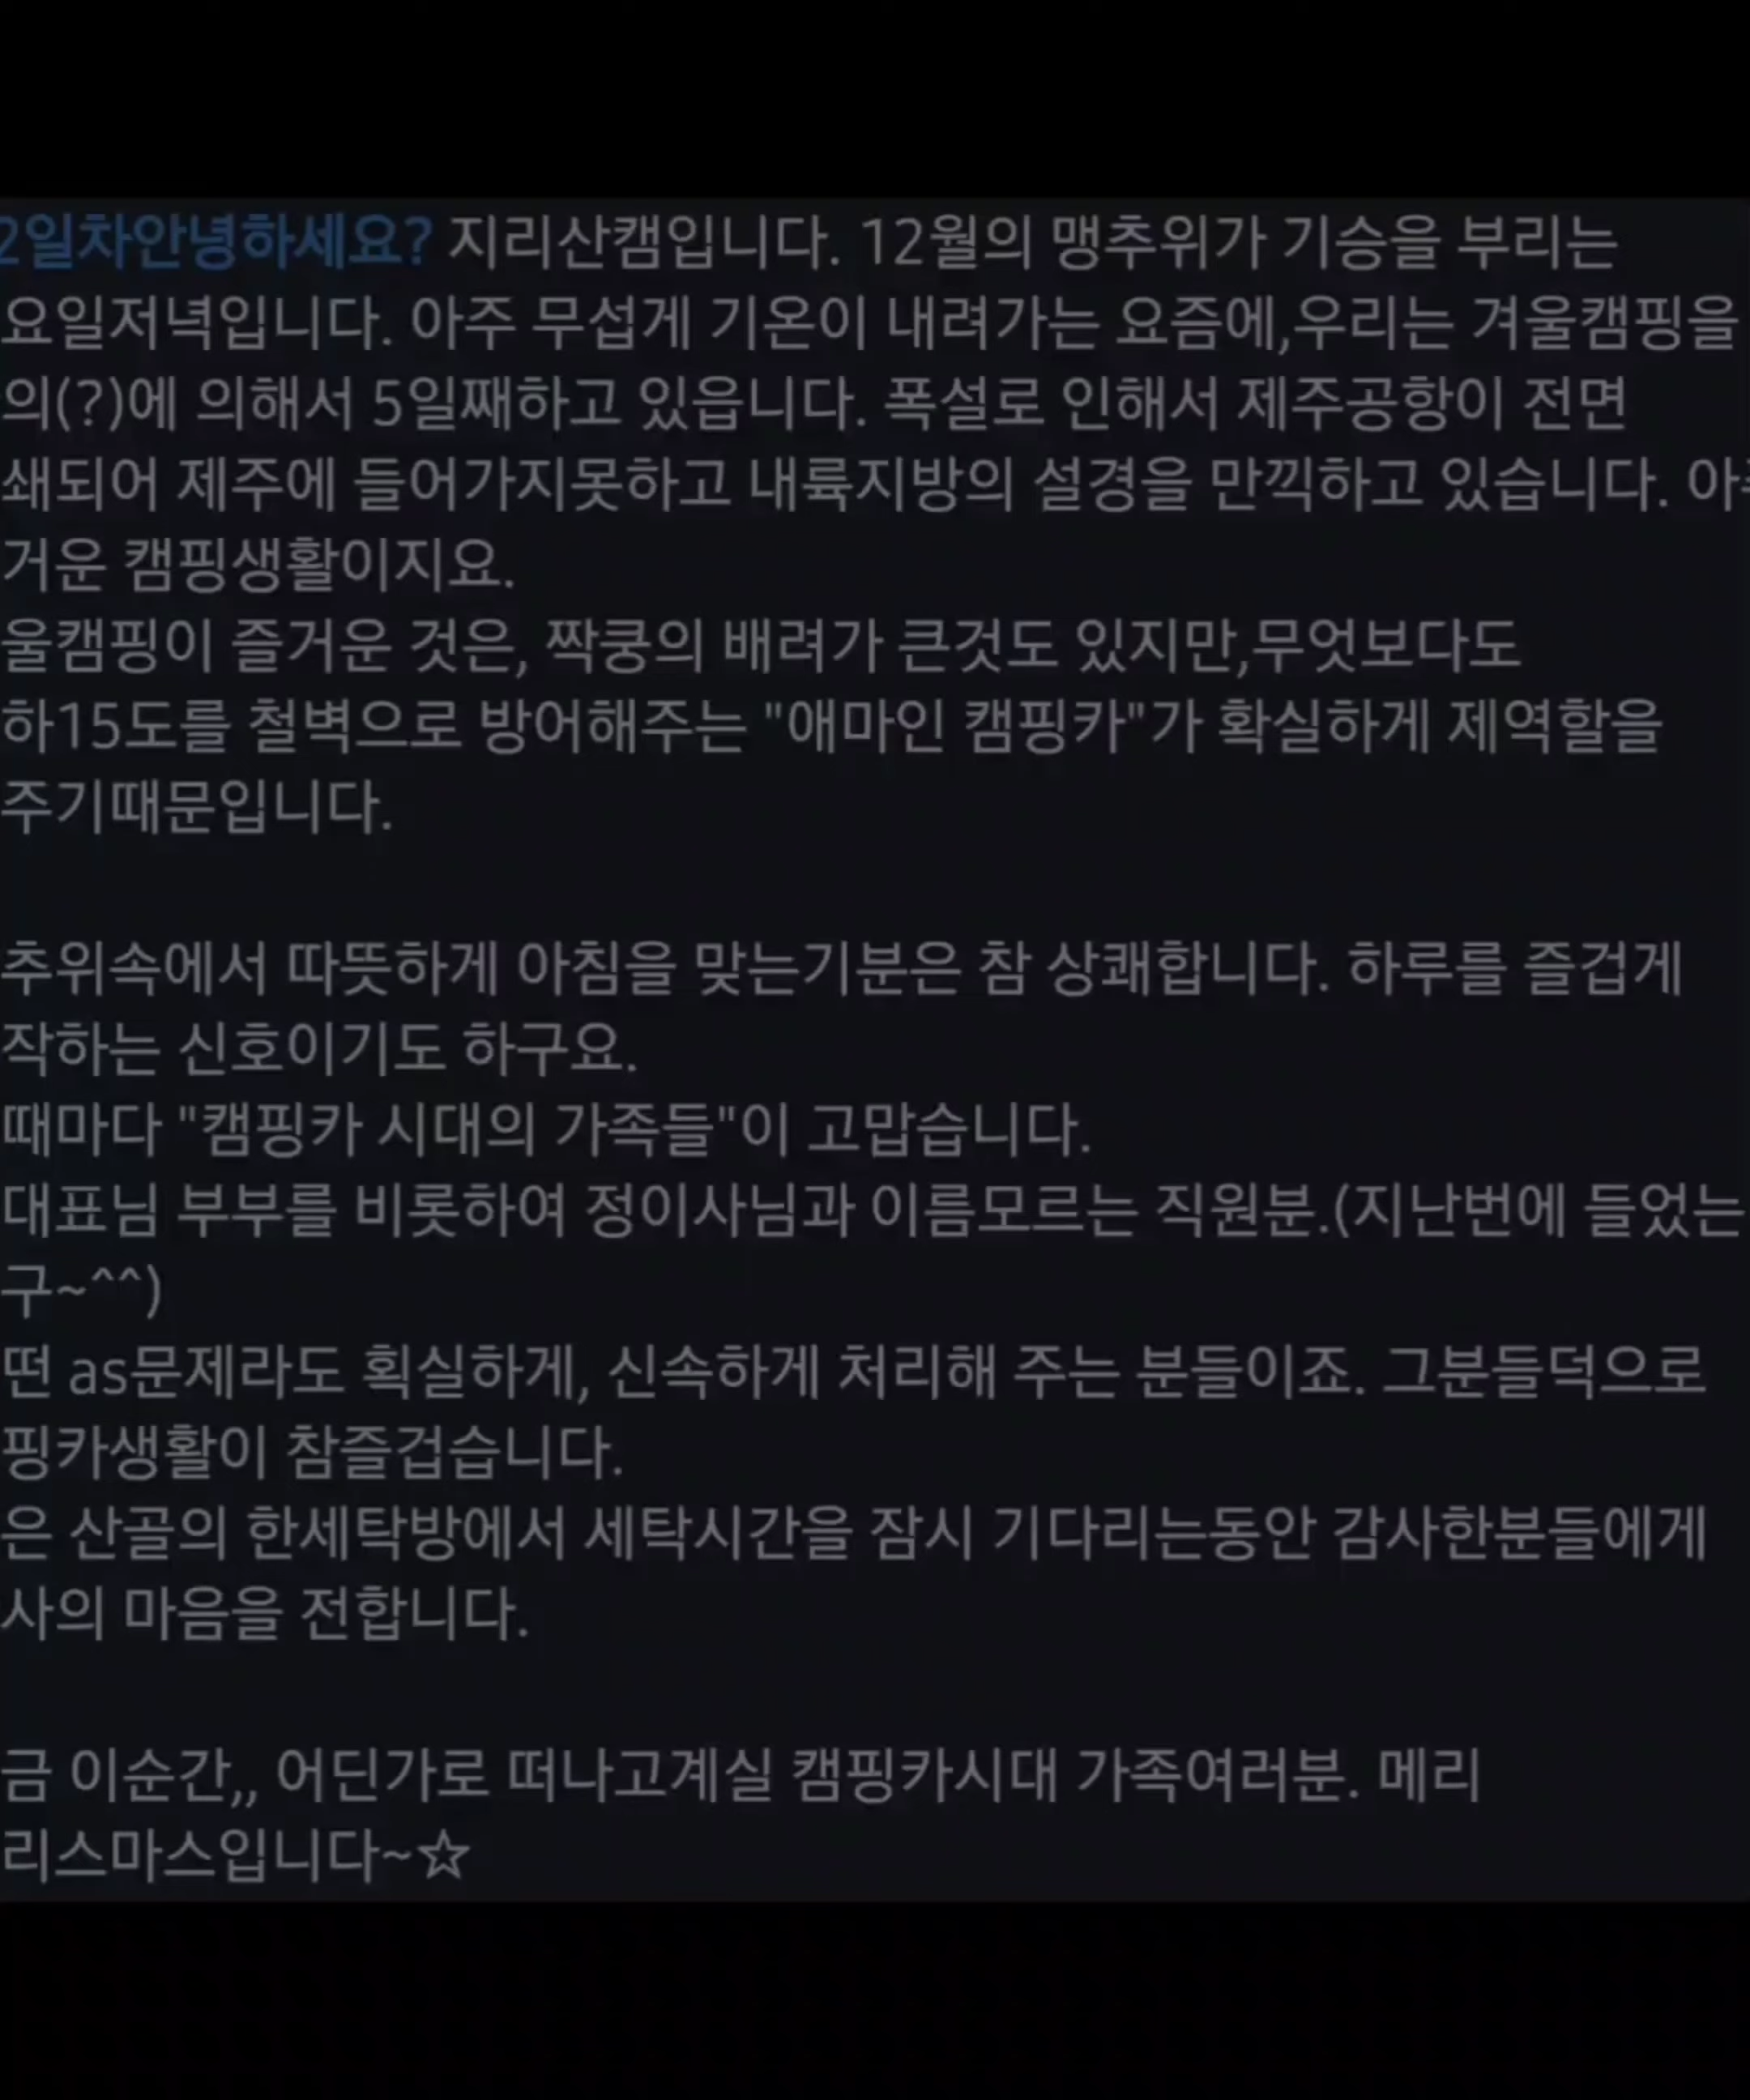 2일차안녕하세요? 지리산캠입니다. 12월의 맹추위가 기승을 부리는
요일저녁입니다. 아주 무섭게 기온이 내려가는 요즘에,우리는 겨울캠핑을
의(?)에 의해서 5일째하고 있읍니다. 폭설로 인해서 제주공항이 전면
쇄되어 제주에 들어가지못하고 내륙지방의 설경을 만끽하고 있습니다. 아
거운 캠핑생활이지요.
울캠핑이 즐거운 것은, 짝쿵의 배려가 큰것도 있지만,무엇보다도
하15도를 철벽으로 방어해주는 "애마인 캠핑카"가 확실하게 제역할을
주기때문입니다.
추위속에서 따뜻하게 아침을 맞는기분은 참 상쾌합니다. 하루를 즐겁게
작하는 신호이기도 하구요.
때마다 "캠핑카 시대의 가족들"이 고맙습니다.
대표님 부부를 비롯하여 정이사님과 이름모르는 직원분.(지난번에 들었는
구~^^)
떤 as문제라도 획실하게, 신속하게 처리해 주는 분들이죠. 그분들덕으로
핑카생활이 참즐겁습니다.
은 산골의 한세탁방에서 세탁시간을 잠시 기다리는동안 감사한분들에게
사의 마음을 전합니다.
금 이순간,, 어딘가로 떠나고계실 캠핑카시대 가족여러분. 메리
리스마스입니다~☆